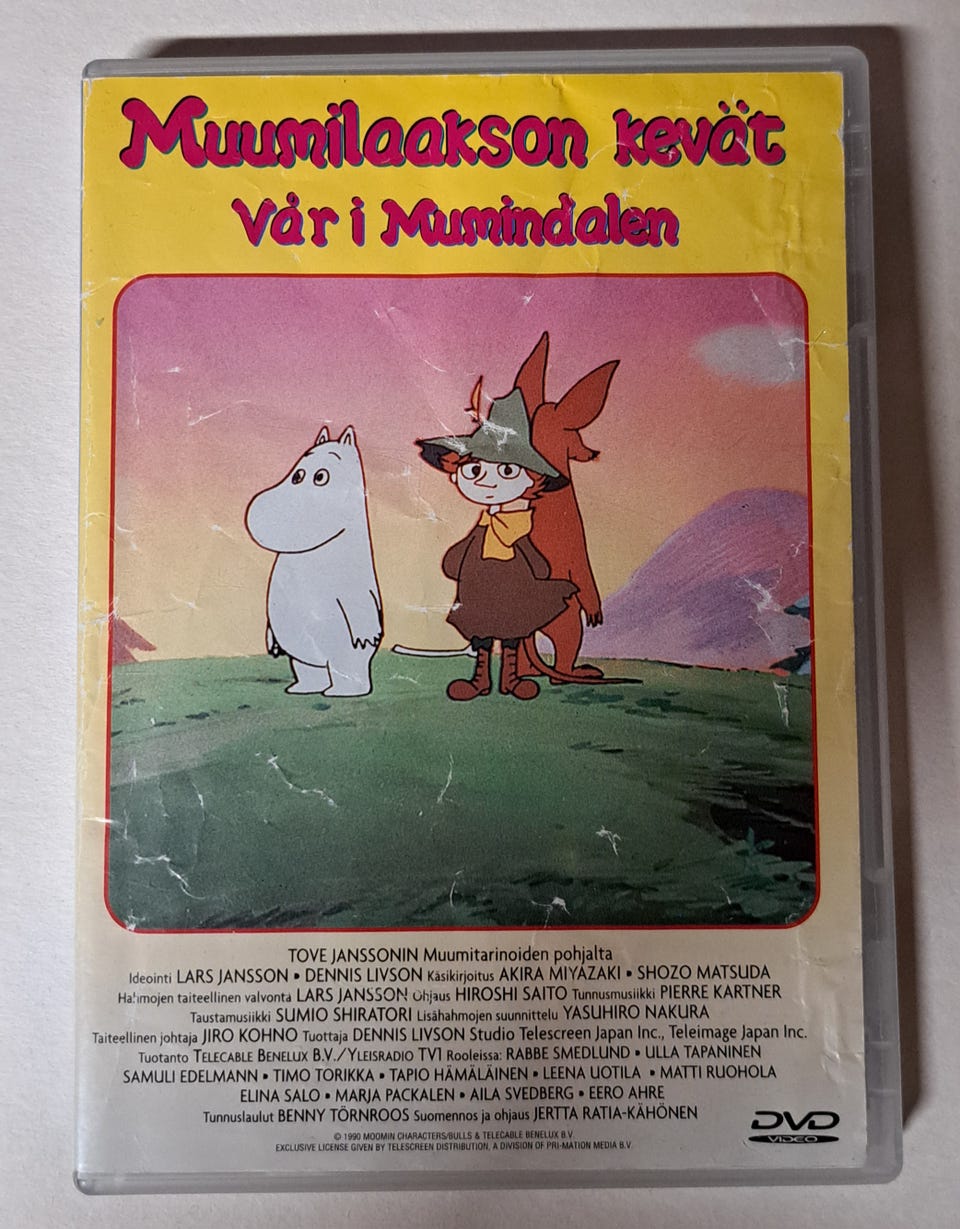 Muumilaakson kevät
Vår i Mumindalen
TOVE JANSSONIN Muumitarinoiden pohjalta
Ideointi LARS JANSSON • DENNIS LIVSON Käsikirjoitus AKIRA MIYAZAKI • SHOZO MATSUDA
Hahmojen taiteellinen valvonta LARS JANSSON Ohjaus HIROSHI SAITO Tunnusmusiikki PIERRE KARTNER
Taustamusiikki SUMIO SHIRATORI Lisähahmojen suunnittelu YASUHIRO NAKURA
Taiteellinen johtaja JIRO KOHNO Tuottaja DENNIS LIVSON Studio Telescreen Japan Inc., Teleimage Japan Inc.
Tuotanto TELECABLE BENELUX B.V./YLEISRADIO TV1 Rooleissa: RABBE SMEDLUND • ULLA TAPANINEN
SAMULI EDELMANN • TIMO TORIKKA • TAPIO HÄMÄLÄINEN • LEENA UOTILA • MATTI RUOHOLA
ELINA SALO • MARJA PACKALEN • AILA SVEDBERG • EERO AHRE
Tunnuslaulut BENNY TÖRNROOS Suomennos ja ohjaus JERTTA RATIA-KÄHÖNEN
© 1990 MOOMIN CHARACTERS/BULLS & TELECABLE BENELUX B.V.
EXCLUSIVE LICENSE GIVEN BY TELESCREEN DISTRIBUTION, A DIVISION OF PRI-MATION MEDIA B.V.
DVD
VIDEO